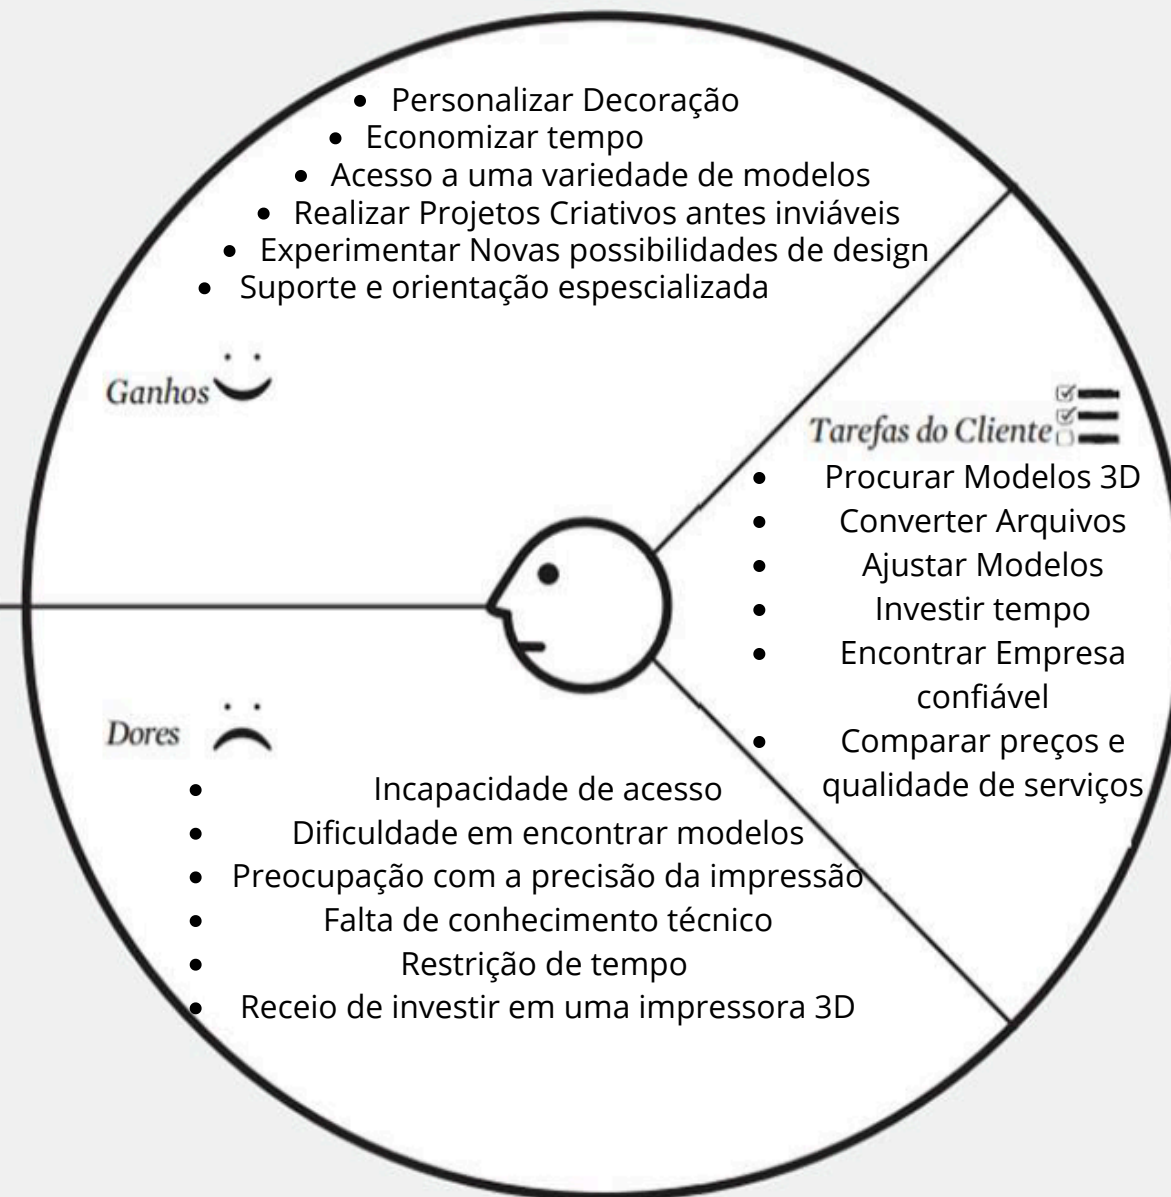 • Personalizar Decoração
• Economizar tempo
• Acesso a uma variedade de modelos
• Realizar Projetos Criativos antes inviáveis
• Experimentar Novas possibilidades de design
• Suporte e orientação espescializada
Ganhos
Tarefas do Cliente
• Procurar Modelos 3D
• Converter Arquivos
• Ajustar Modelos
• Investir tempo
• Encontrar Empresa
confiável
• Comparar preços e
qualidade de serviços
Dores
• Incapacidade de acesso
• Dificuldade em encontrar modelos
• Preocupação com a precisão da impressão
• Falta de conhecimento técnico
• Restrição de tempo
• Receio de investir em uma impressora 3D